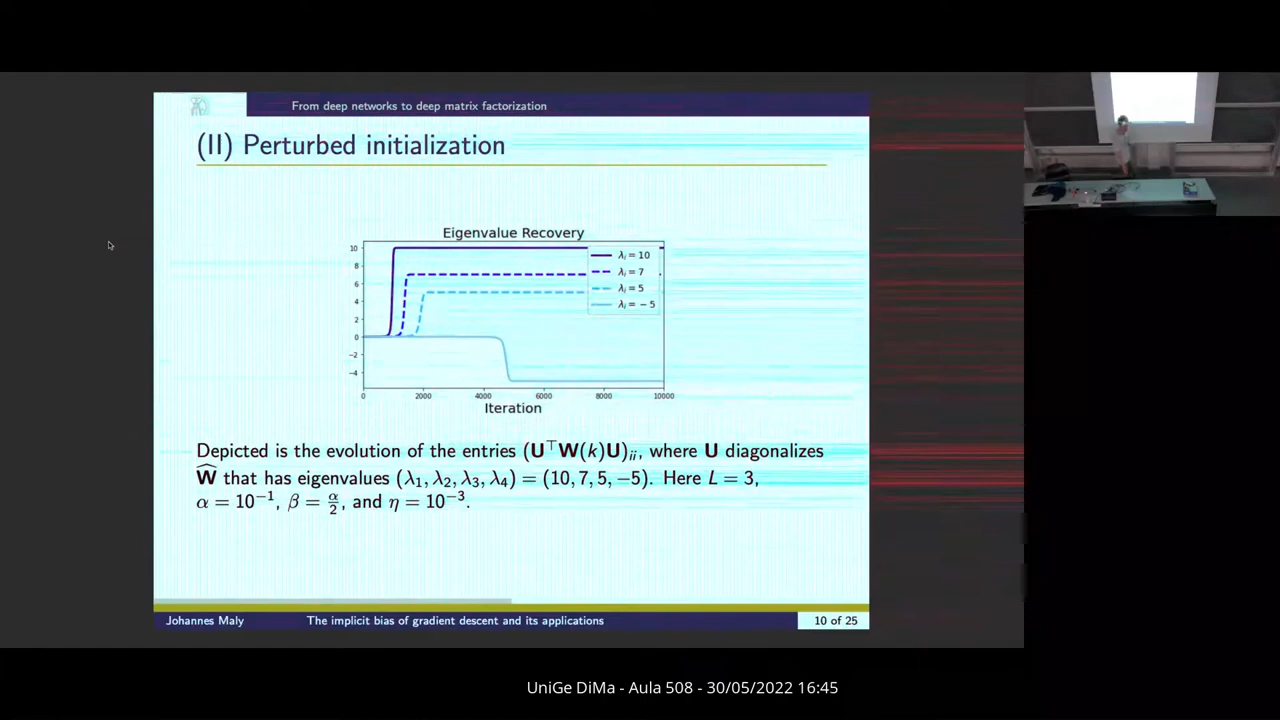 From deep networks to deep matrix factorization
(II) Perturbed initialization
Eigenvalue Recovery
10
8
6
4
2
0
−2
−4
λᵢ = 10
λᵢ = 7
λᵢ = 5
λᵢ = − 5
0 2000 4000 6000 8000 10000
Iteration
Depicted is the evolution of the entries (U⊤W(k)U)ᵢᵢ, where U diagonalizes
Ŵ that has eigenvalues (λ₁, λ₂, λ₃, λ₄) = (10, 7, 5, −5). Here L = 3,
α = 10⁻¹, β = α/2, and η = 10⁻³.
Johannes Maly The implicit bias of gradient descent and its applications 10 of 25
UniGe DiMa - Aula 508 - 30/05/2022 16:45